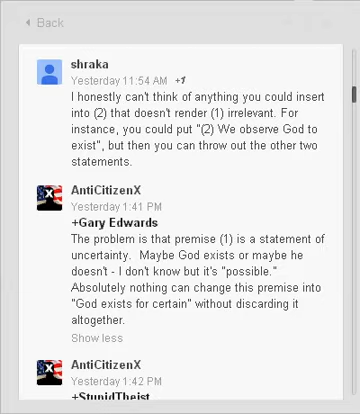 Back
shraka
Yesterday 11:54 AM +1
I honestly can't think of anything you could insert
into (2) that doesn't render (1) irrelevant. For
instance, you could put "(2) We observe God to
exist", but then you can throw out the other two
statements.
AntiCitizenX
Yesterday 1:41 PM
+Gary Edwards
The problem is that premise (1) is a statement of
uncertainty. Maybe God exists or maybe he
doesn't - I don't know but it's "possible."
Absolutely nothing can change this premise into
"God exists for certain" without discarding it
altogether.
Show less
AntiCitizenX
Yesterday 1:42 PM
+StupidTheist